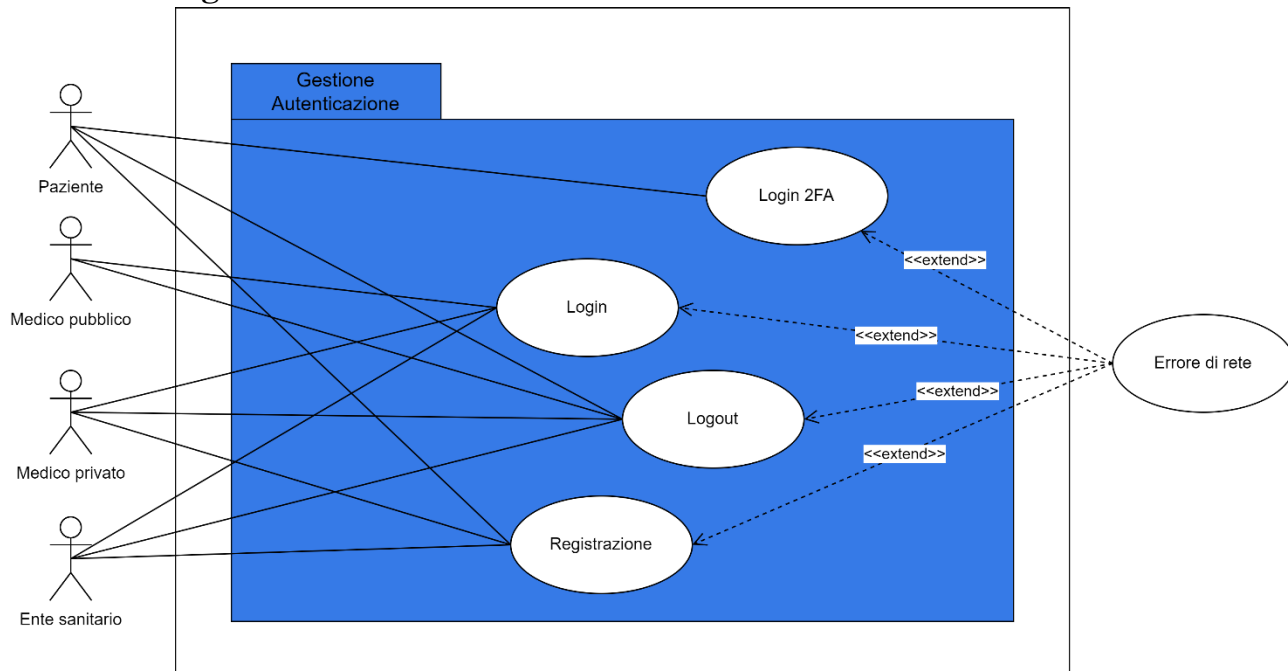 Gestione
Autenticazione
Paziente
Login 2FA
Medico pubblico
<<extend>>
Login
<<extend>>
Errore di rete
<<extend>>
Medico privato
Logout
<<extend>>
Registrazione
Ente sanitario